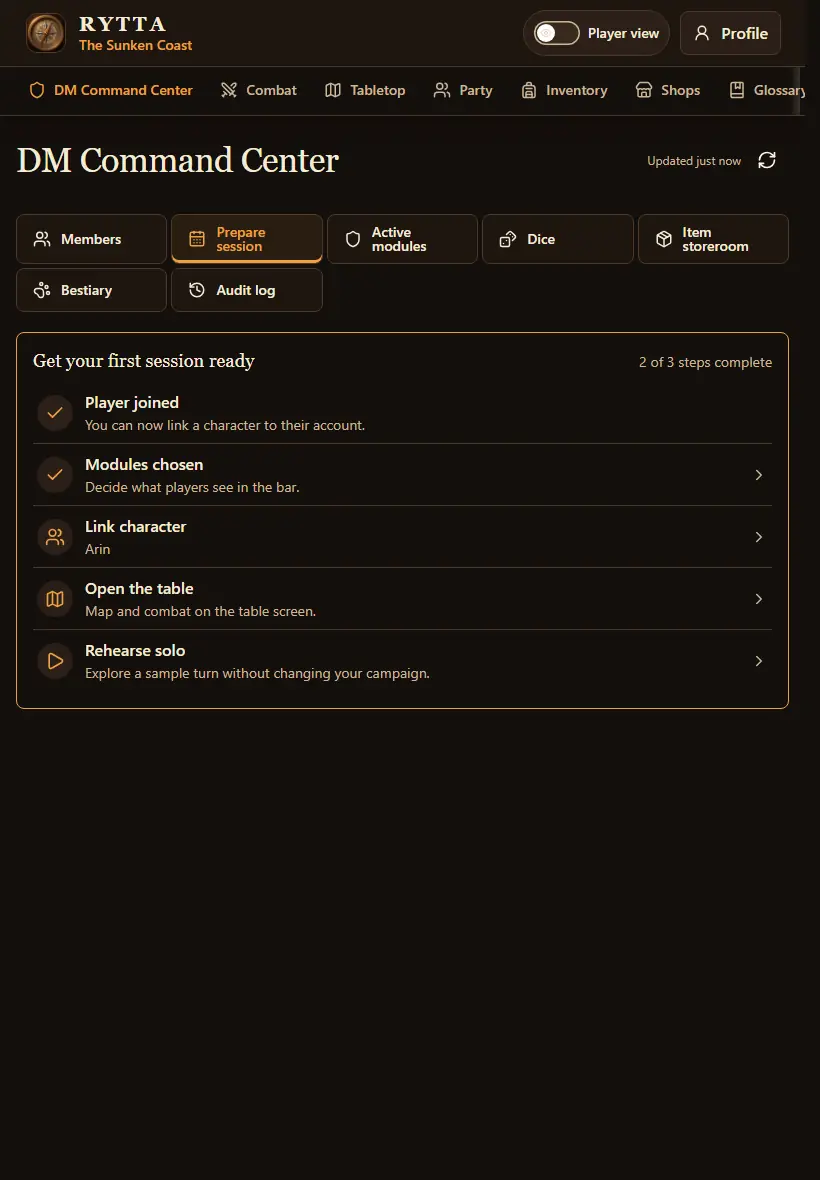 RYTTA
The Sunken Coast
Player view
Profile
DM Command Center
Combat
Tabletop
Party
Inventory
Shops
Glossary
DM Command Center
Updated just now
Members
Prepare
session
Active
modules
Dice
Item
storeroom
Bestiary
Audit log
Get your first session ready
2 of 3 steps complete
Player joined
You can now link a character to their account.
Modules chosen
Decide what players see in the bar.
Link character
Arin
Open the table
Map and combat on the table screen.
Rehearse solo
Explore a sample turn without changing your campaign.